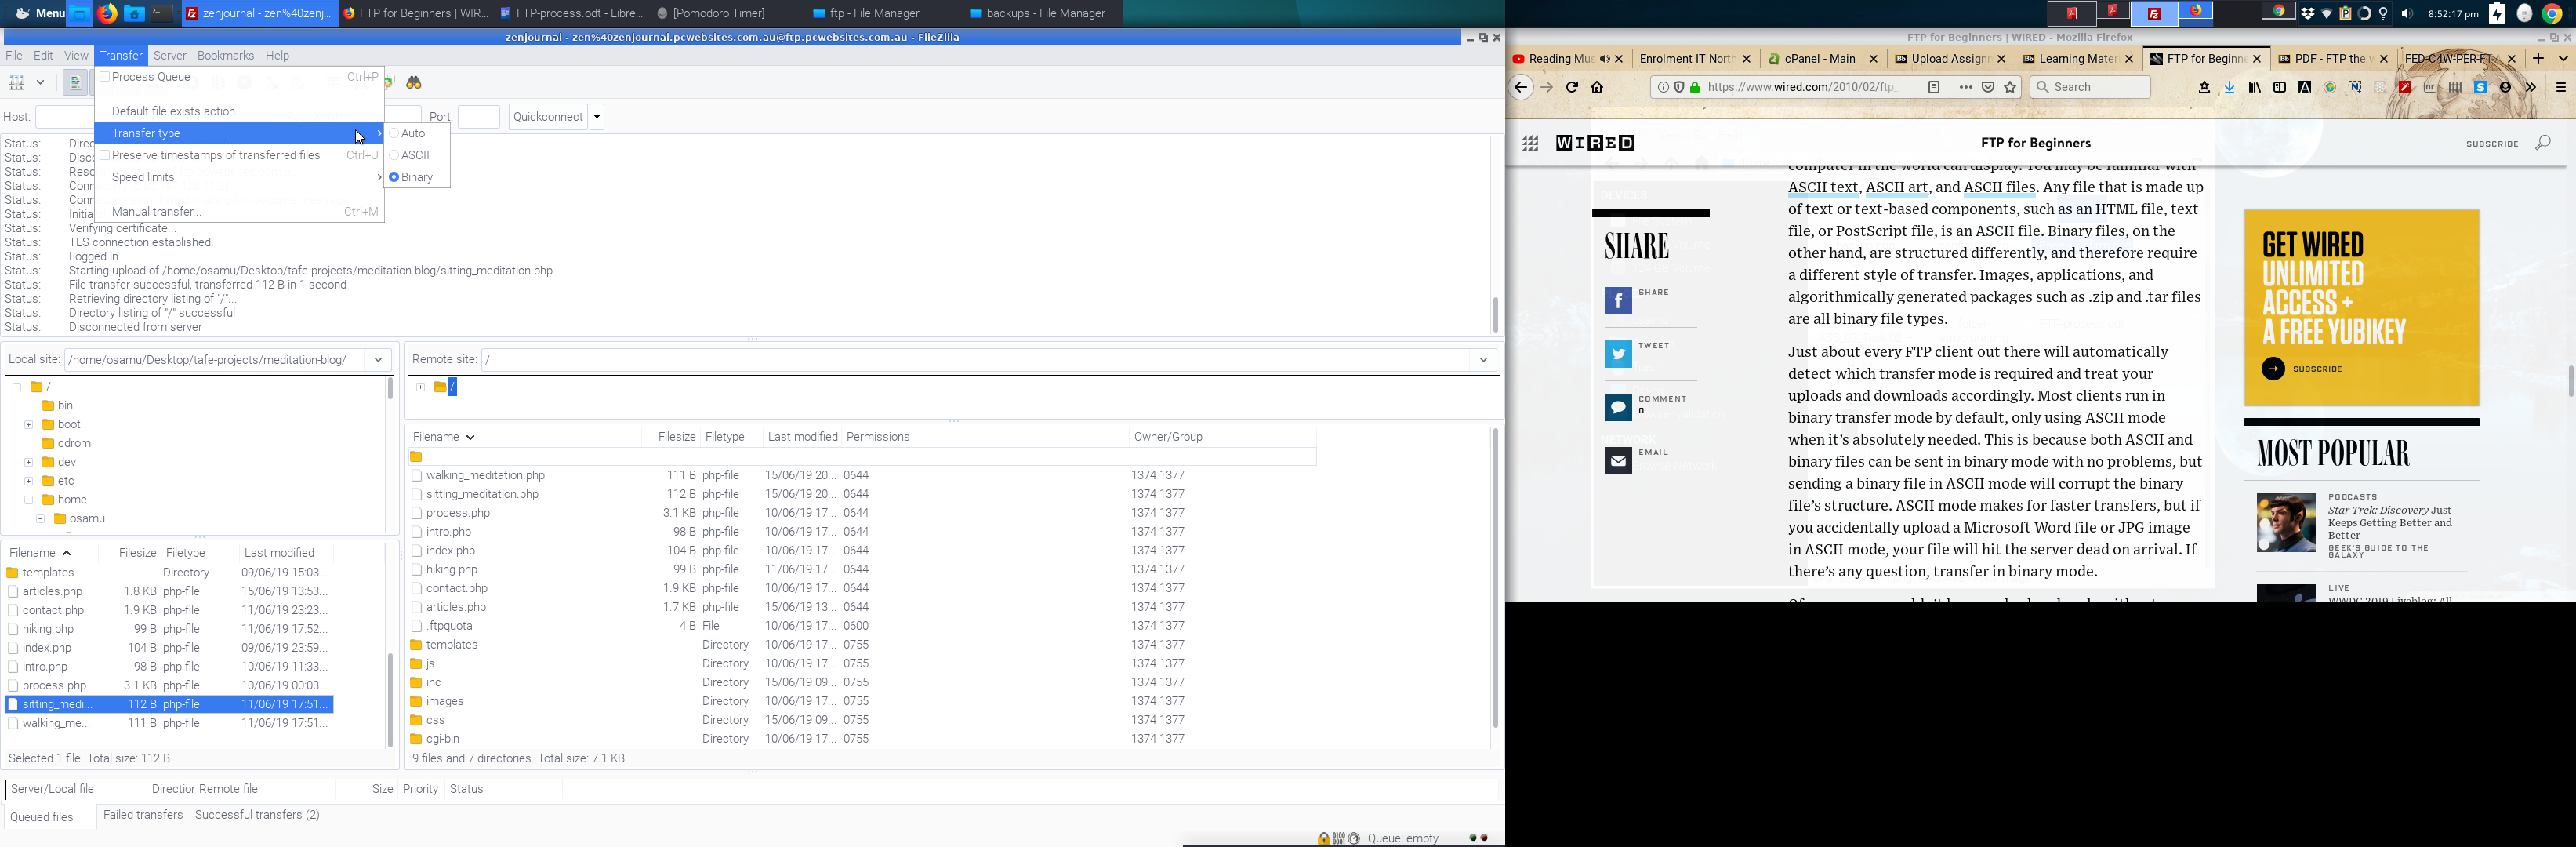 Menu
zenjournal - zen%40zenj...
FTP for Beginners | WIR...
FTP-process.odt - Libre...
[Pomodoro Timer]
ftp - File Manager
backups - File Manager
8:52:17 pm
zenjournal - zen%40zenjournal.pcwebsites.com.au@ftp.pcwebsites.com.au - FileZilla
File Edit View Transfer Server Bookmarks Help
Process Queue Ctrl+P
Default file exists action...
Transfer type
Preserve timestamps of transferred files Ctrl+U
Speed limits
Manual transfer... Ctrl+M
Auto
ASCII
Binary
Host: Port: Quickconnect
Status: Direc
Status: Disco
Status: Reso
Status: Conne
Status: Conne
Status: Initia
Status: Verifying certificate...
Status: TLS connection established.
Status: Logged in
Status: Starting upload of /home/osamu/Desktop/tafe-projects/meditation-blog/sitting_meditation.php
Status: File transfer successful, transferred 112 B in 1 second
Status: Retrieving directory listing of "/"...
Status: Directory listing of "/" successful
Status: Disconnected from server
Local site: /home/osamu/Desktop/tafe-projects/meditation-blog/
/
bin
boot
cdrom
dev
etc
home
osamu
Filename Filesize Filetype Last modified
templates Directory 09/06/19 15:03...
articles.php 1.8 KB php-file 15/06/19 13:53...
contact.php 1.9 KB php-file 11/06/19 23:23...
hiking.php 99 B php-file 11/06/19 17:52...
index.php 104 B php-file 09/06/19 23:59...
intro.php 98 B php-file 10/06/19 11:33...
process.php 3.1 KB php-file 10/06/19 00:03...
sitting_medi... 112 B php-file 11/06/19 17:51...
walking_me... 111 B php-file 11/06/19 17:51...
Selected 1 file. Total size: 112 B
Remote site: /
/
Filename Filesize Filetype Last modified Permissions Owner/Group
..
walking_meditation.php 111 B php-file 15/06/19 20... 0644 1374 1377
sitting_meditation.php 112 B php-file 15/06/19 20... 0644 1374 1377
process.php 3.1 KB php-file 10/06/19 17... 0644 1374 1377
intro.php 98 B php-file 10/06/19 17... 0644 1374 1377
index.php 104 B php-file 10/06/19 17... 0644 1374 1377
hiking.php 99 B php-file 11/06/19 17... 0644 1374 1377
contact.php 1.9 KB php-file 10/06/19 17... 0644 1374 1377
articles.php 1.7 KB php-file 15/06/19 13... 0644 1374 1377
.ftpquota 4 B File 10/06/19 17... 0600 1374 1377
templates Directory 10/06/19 17... 0755 1374 1377
js Directory 10/06/19 17... 0755 1374 1377
inc Directory 15/06/19 09... 0755 1374 1377
images Directory 10/06/19 17... 0755 1374 1377
css Directory 15/06/19 09... 0755 1374 1377
cgi-bin Directory 10/06/19 17... 0755 1374 1377
9 files and 7 directories. Total size: 7.1 KB
Server/Local file Direction Remote file Size Priority Status
Queued files Failed transfers Successful transfers (2)
Queue: empty
FTP for Beginners | WIRED - Mozilla Firefox
Reading Mus
Enrolment IT North
cPanel - Main
Upload Assignm
Learning Mater
FTP for Beginne
PDF - FTP the w
FED-C4W-PER-FT-A
https://www.wired.com/2010/02/ftp_
Search
WIRED
FTP for Beginners
SUBSCRIBE
SHARE
SHARE
TWEET
COMMENT
0
EMAIL
computer in the world can display. You may be familiar with
ASCII text, ASCII art, and ASCII files. Any file that is made up
of text or text-based components, such as an HTML file, text
file, or PostScript file, is an ASCII file. Binary files, on the
other hand, are structured differently, and therefore require
a different style of transfer. Images, applications, and
algorithmically generated packages such as .zip and .tar files
are all binary file types.
Just about every FTP client out there will automatically
detect which transfer mode is required and treat your
uploads and downloads accordingly. Most clients run in
binary transfer mode by default, only using ASCII mode
when it's absolutely needed. This is because both ASCII and
binary files can be sent in binary mode with no problems, but
sending a binary file in ASCII mode will corrupt the binary
file's structure. ASCII mode makes for faster transfers, but if
you accidentally upload a Microsoft Word file or JPG image
in ASCII mode, your file will hit the server dead on arrival. If
there's any question, transfer in binary mode.
GET WIRED
UNLIMITED
ACCESS +
A FREE YUBIKEY
SUBSCRIBE
MOST POPULAR
PODCASTS
Star Trek: Discovery Just
Keeps Getting Better and
Better
GEEK'S GUIDE TO THE
GALAXY
LIVE
WWDC 2019 Liveblog: All